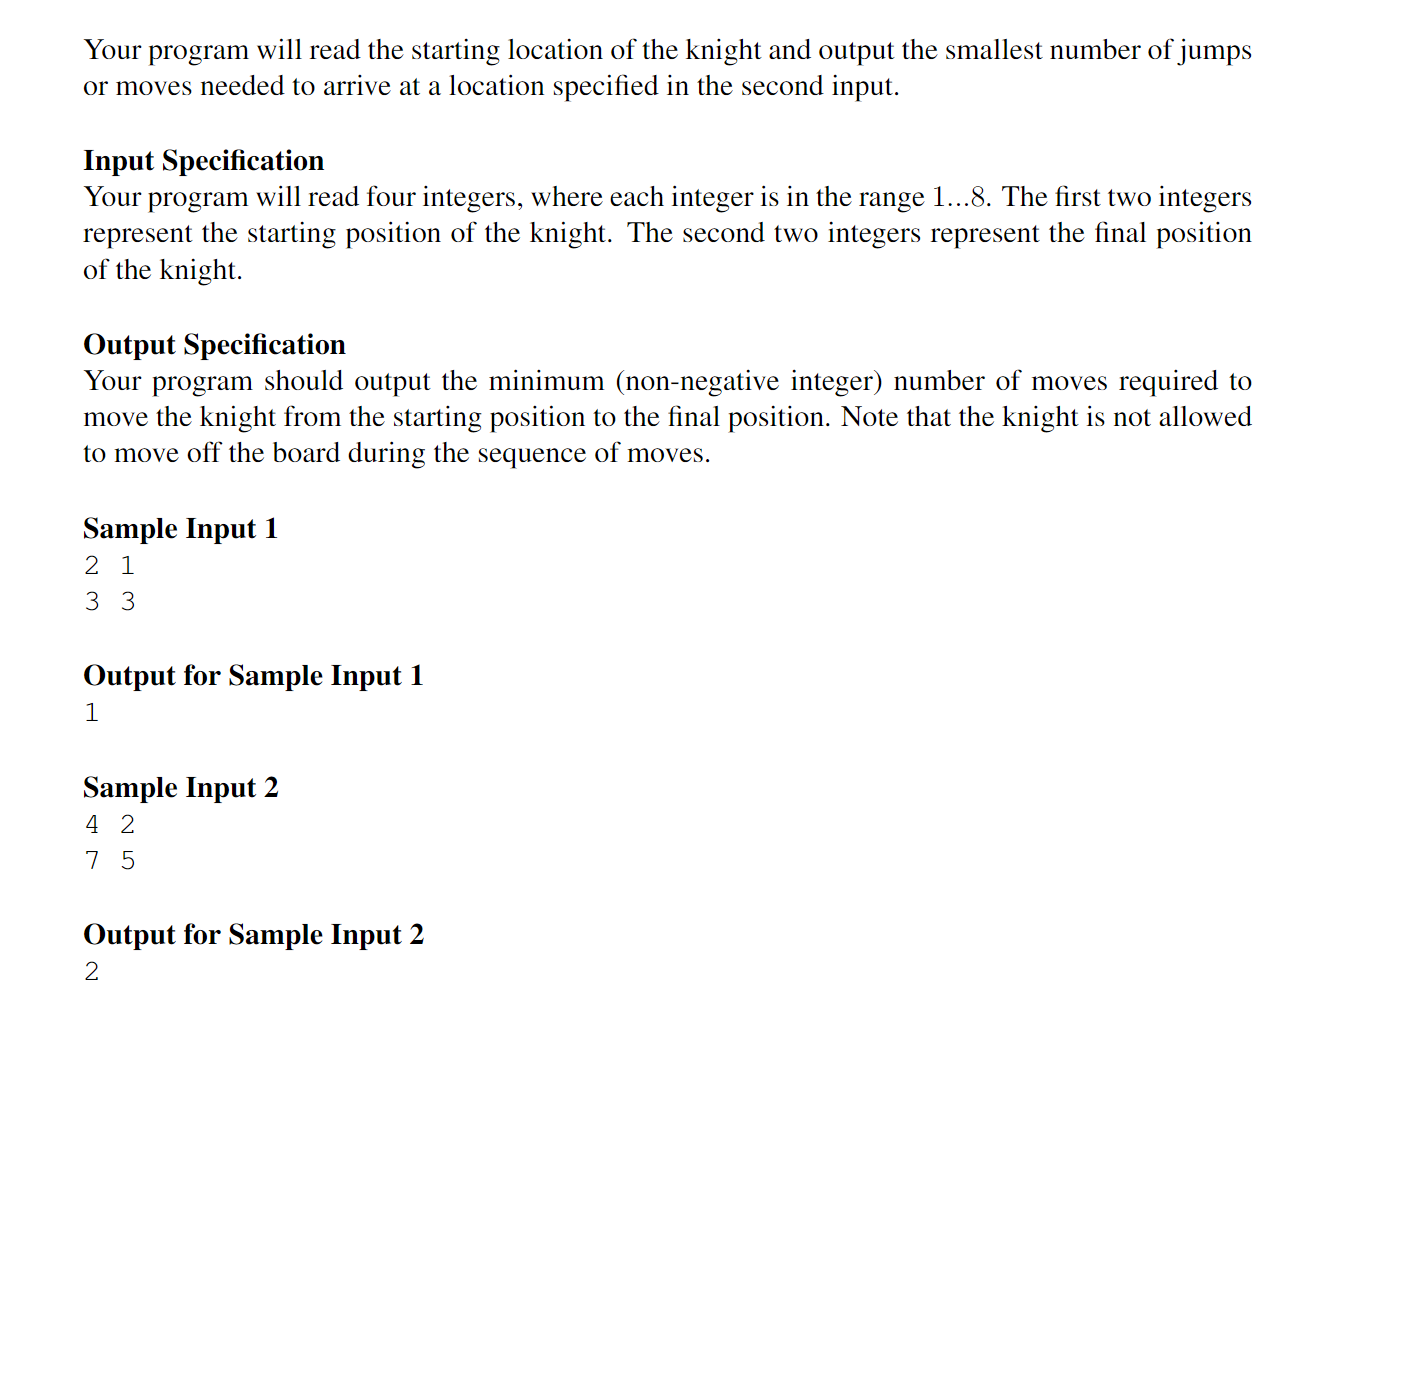 Your program will read the starting location of the knight and output the smallest number of jumps
or moves needed to arrive at a location specified in the second input.
Input Specification
Your program will read four integers, where each integer is in the range 1...8. The first two integers
represent the starting position of the knight. The second two integers represent the final position
of the knight.
Output Specification
Your program should output the minimum (non-negative integer) number of moves required to
move the knight from the starting position to the final position. Note that the knight is not allowed
to move off the board during the sequence of moves.
Sample Input 1
2 1
3 3
Output for Sample Input 1
1
Sample Input 2
4 2
7 5
Output for Sample Input 2
2